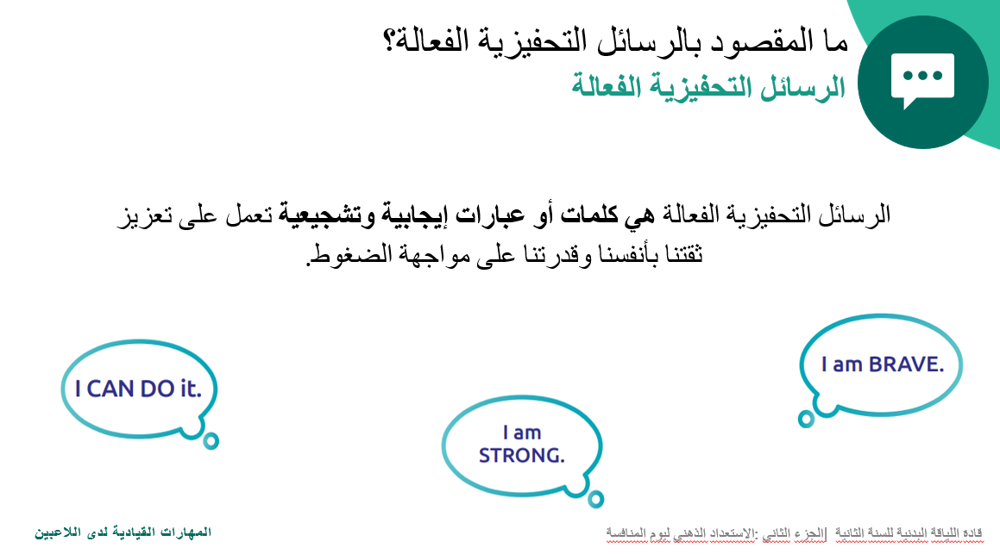 ما المقصود بالرسائل التحفيزية الفعالة؟
الرسائل التحفيزية الفعالة
الرسائل التحفيزية الفعالة هي كلمات أو عبارات إيجابية وتشجيعية تعمل على تعزيز
ثقتنا بأنفسنا وقدرتنا على مواجهة الضغوط.
I am BRAVE.
I CAN DO it.
I am
STRONG.
قادة اللياقة البدنية للسنة الثانية |الجزء الثاني :الاستعداد الذهني ليوم المنافسة
المهارات القيادية لدى اللاعبين